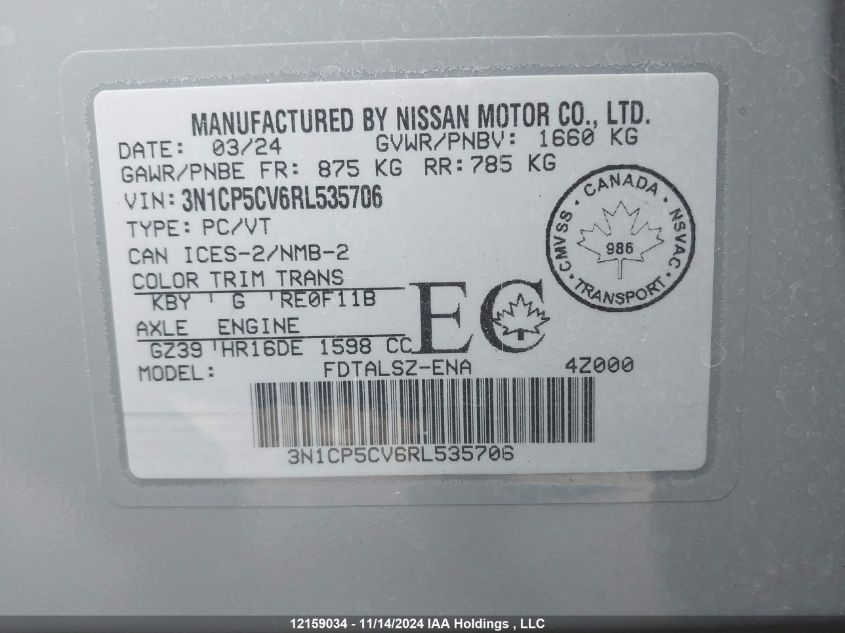 MANUFACTURED BY NISSAN MOTOR CO., LTD.
DATE: 03/24 GVWR/PNBV: 1660 KG
GAWR/PNBE FR: 875 KG RR: 785 KG
VIN: 3N1CP5CV6RL535706
TYPE: PC/VT
CAN ICES-2/NMB-2
COLOR TRIM TRANS
KBY G RE0F11B
AXLE ENGINE
GZ39 HR16DE 1598 CC
EC
CANADA · NSVAC · TRANSPORT · CMVSS ·
986
MODEL: FDTALSZ-ENA 4Z000
3N1CP5CV6RL535706
12159034 - 11/14/2024 IAA Holdings , LLC